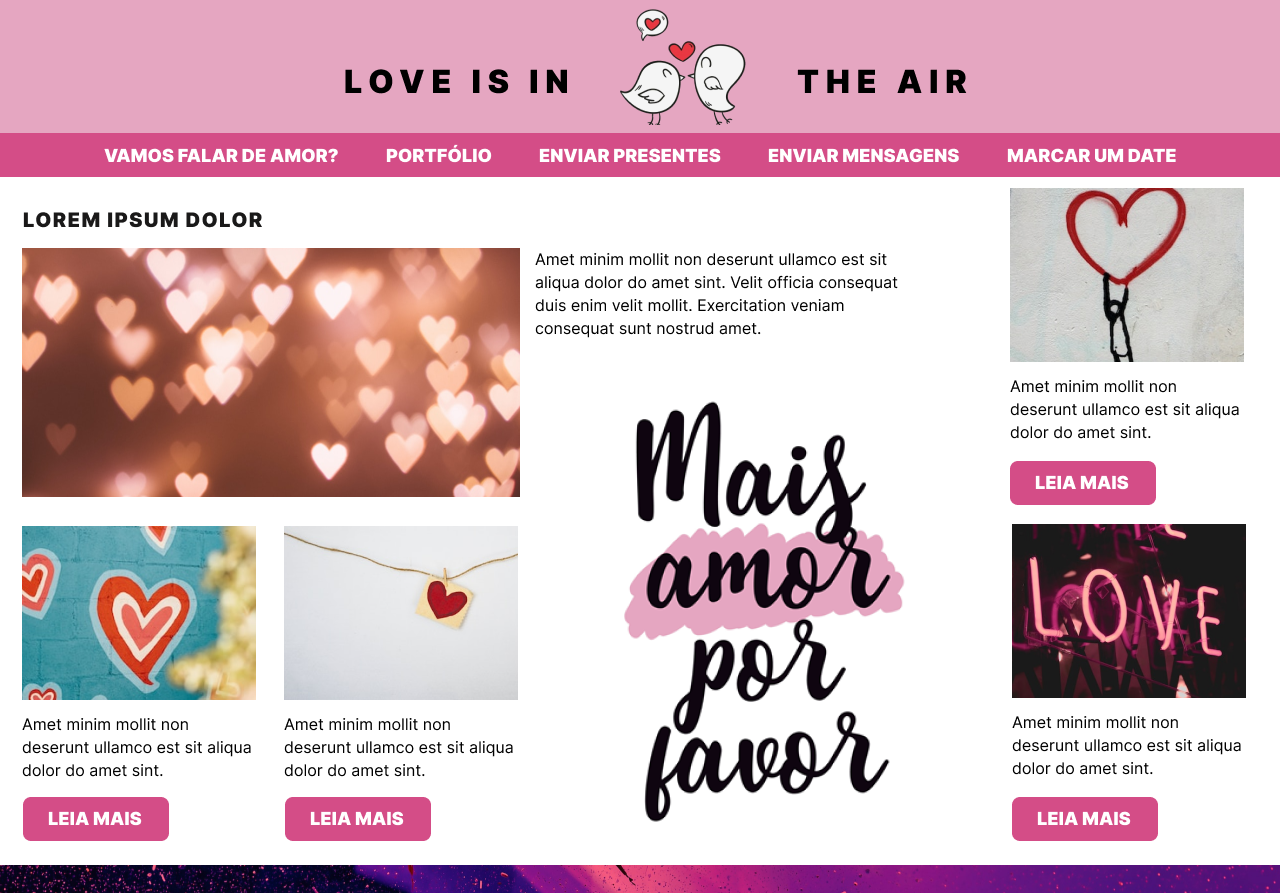 LOVE IS IN THE AIR
VAMOS FALAR DE AMOR? PORTFÓLIO ENVIAR PRESENTES ENVIAR MENSAGENS MARCAR UM DATE
LOREM IPSUM DOLOR
Amet minim mollit non deserunt ullamco est sit
aliqua dolor do amet sint. Velit officia consequat
duis enim velit mollit. Exercitation veniam
consequat sunt nostrud amet.
Mais
amor
por
favor
Amet minim mollit non
deserunt ullamco est sit aliqua
dolor do amet sint.
LEIA MAIS
Amet minim mollit non
deserunt ullamco est sit aliqua
dolor do amet sint.
LEIA MAIS
Amet minim mollit non
deserunt ullamco est sit aliqua
dolor do amet sint.
LEIA MAIS
LOVE
Amet minim mollit non
deserunt ullamco est sit aliqua
dolor do amet sint.
LEIA MAIS